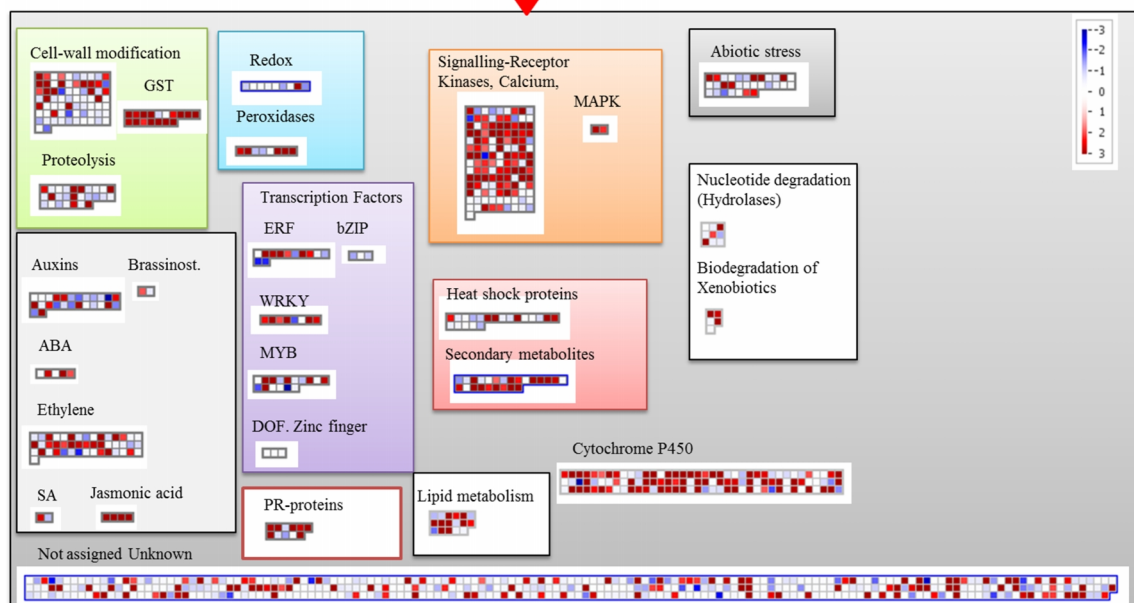 Cell-wall modification
GST
Proteolysis
Redox
Peroxidases
Signalling-Receptor
Kinases, Calcium,
MAPK
Abiotic stress
-3
-2
-1
0
1
2
3
Transcription Factors
ERF
bZIP
WRKY
MYB
DOF. Zinc finger
Auxins
Brassinost.
ABA
Ethylene
SA
Jasmonic acid
Heat shock proteins
Secondary metabolites
Nucleotide degradation
(Hydrolases)
Biodegradation of
Xenobiotics
Cytochrome P450
PR-proteins
Lipid metabolism
Not assigned Unknown